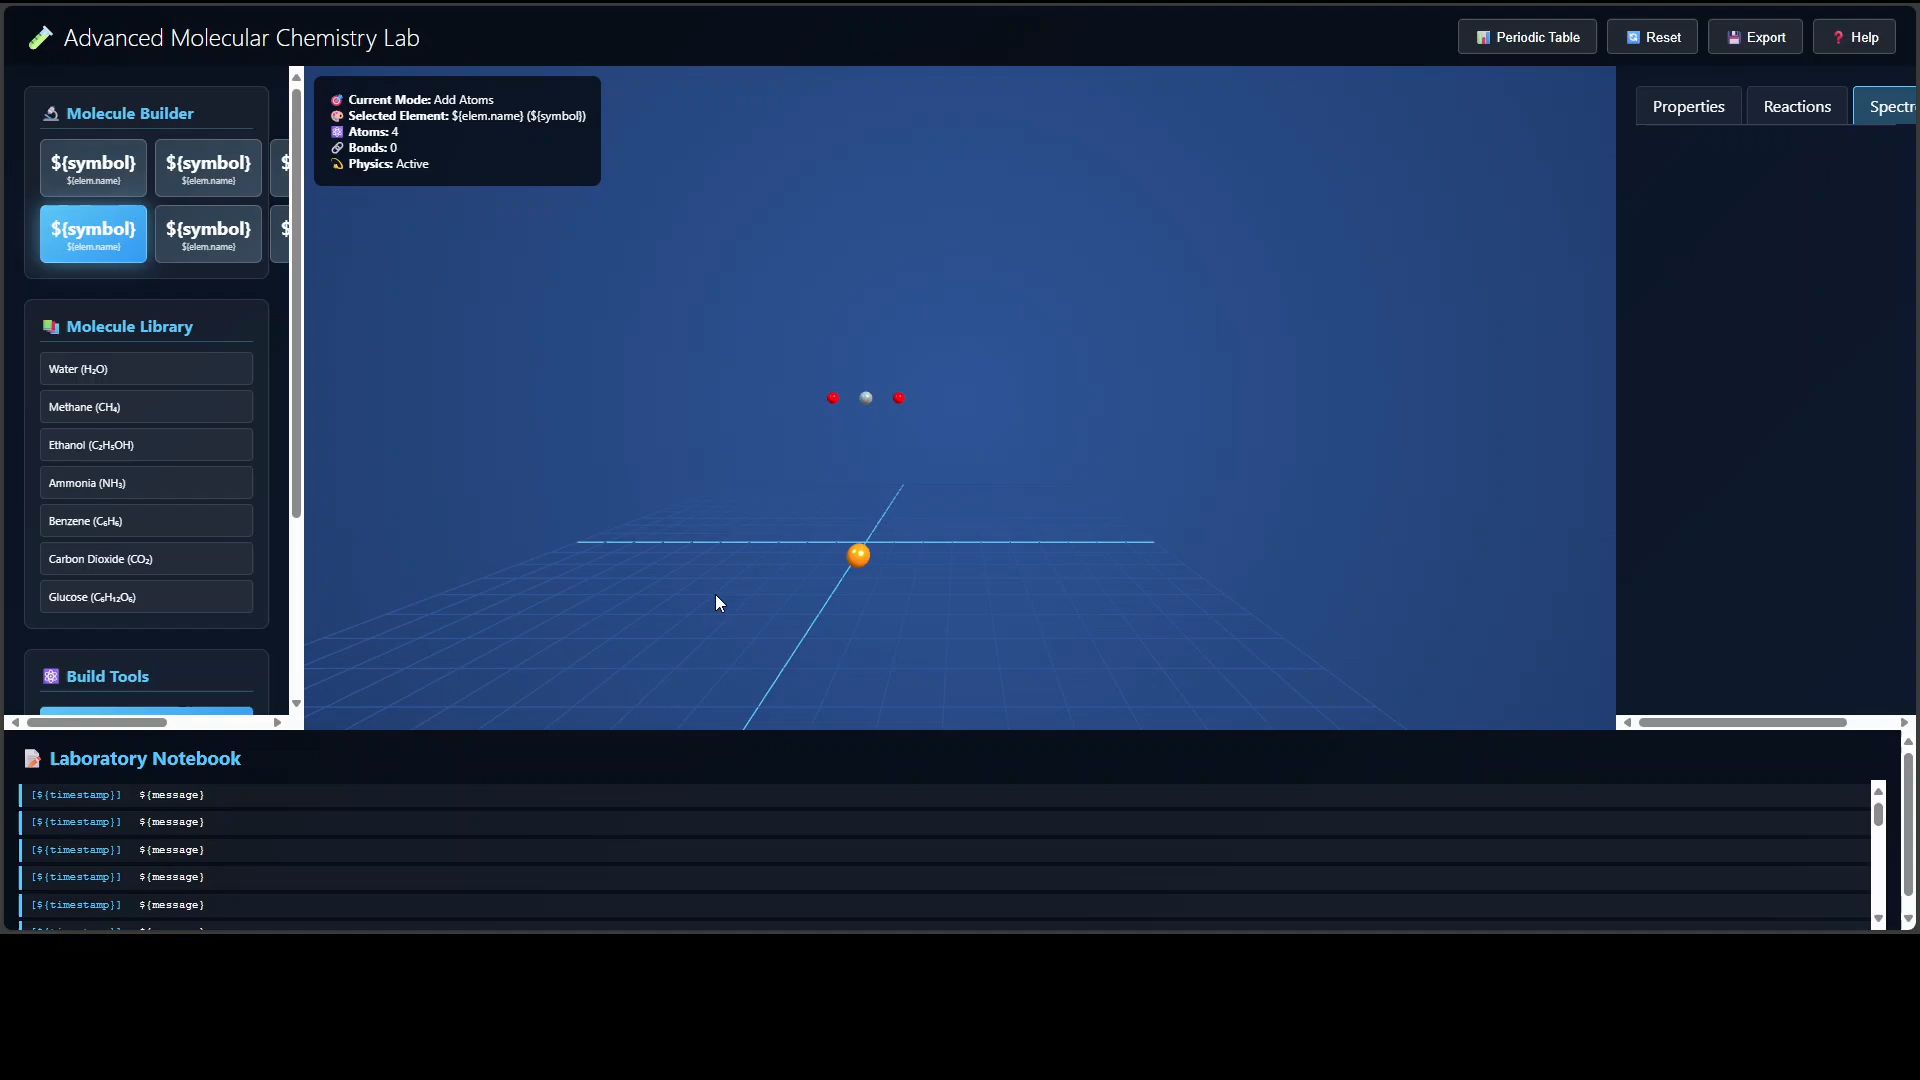 Advanced Molecular Chemistry Lab
Periodic Table
Reset
Export
Help
Molecule Builder
${symbol}
${elem.name}
${symbol}
${elem.name}
${symbol}
${elem.name}
${symbol}
${elem.name}
Molecule Library
Water (H₂O)
Methane (CH₄)
Ethanol (C₂H₅OH)
Ammonia (NH₃)
Benzene (C₆H₆)
Carbon Dioxide (CO₂)
Glucose (C₆H₁₂O₆)
Build Tools
Current Mode: Add Atoms
Selected Element: ${elem.name} (${symbol})
Atoms: 4
Bonds: 0
Physics: Active
Properties
Reactions
Spectr
Laboratory Notebook
[${timestamp}] ${message}
[${timestamp}] ${message}
[${timestamp}] ${message}
[${timestamp}] ${message}
[${timestamp}] ${message}